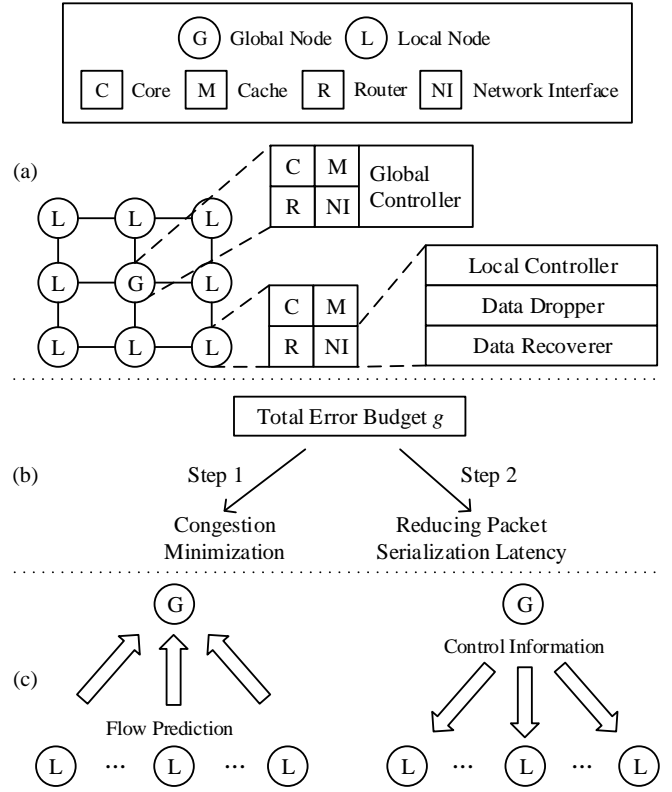 G Global Node L Local Node
C Core M Cache R Router NI Network Interface
(a)
C M Global
R NI Controller
L L L
L G L
L L L
C M
R NI
Local Controller
Data Dropper
Data Recoverer
Total Error Budget g
(b)
Step 1 Step 2
Congestion
Minimization
Reducing Packet
Serialization Latency
(c)
G
Flow Prediction
L ... L ... L
G
Control Information
L ... L ... L